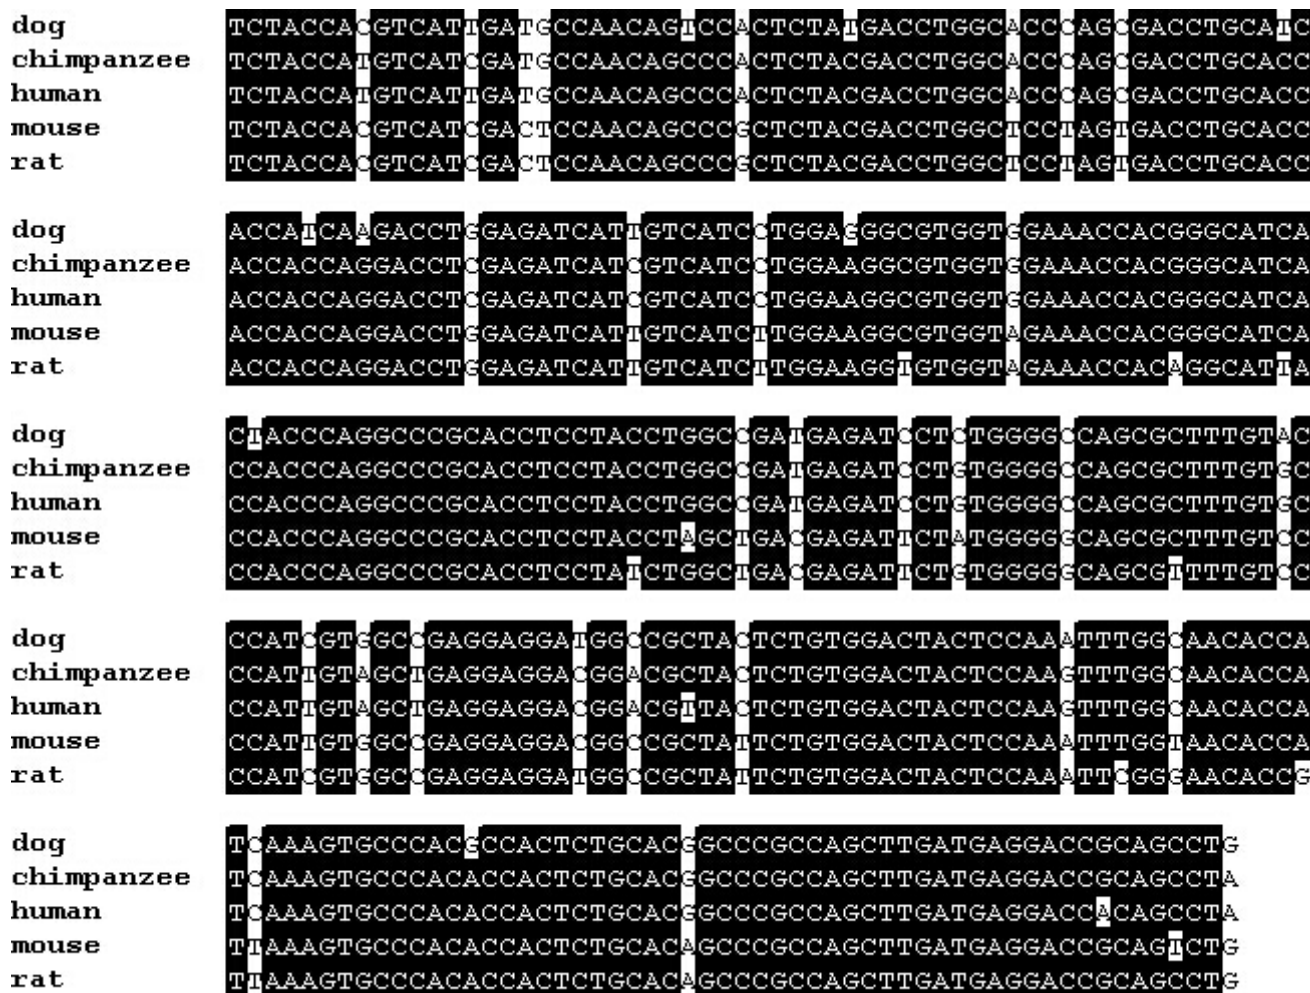 dog TCTACCACGTCATTGATGCCAACAGTCCACTCTATGACCTGGCACCCAGCGACCTGCATC
chimpanzee TCTACCATGTCATCGATGCCAACAGCCCACTCTACGACCTGGCACCCAGCGACCTGCACC
human TCTACCATGTCATTGATGCCAACAGCCCACTCTACGACCTGGCACCCAGCGACCTGCACC
mouse TCTACCACGTCATCGACTCCAACAGCCCGCTCTACGACCTGGCTCCTAGTGACCTGCACC
rat TCTACCACGTCATCGACTCCAACAGCCCGCTCTACGACCTGGCTCCTAGTGACCTGCACC
dog ACCATCAAGACCTGGAGATCATTGTCATCCTGGAGGGCGTGGTGGAAACCACGGGCATCA
chimpanzee ACCACCAGGACCTCGAGATCATCGTCATCCTGGAAGGCGTGGTGGAAACCACGGGCATCA
human ACCACCAGGACCTCGAGATCATCGTCATCCTGGAAGGCGTGGTGGAAACCACGGGCATCA
mouse ACCACCAGGACCTGGAGATCATTGTCATCTTGGAAGGCGTGGTAGAAACCACGGGCATCA
rat ACCACCAGGACCTGGAGATCATTGTCATCTTGGAAGGTGTGGTAGAAACCACAGGCATTA
dog CTACCCAGGCCCGCACCTCCTACCTGGCCGATGAGATCCTCTGGGGCCAGCGCTTTGTAC
chimpanzee CCACCCAGGCCCGCACCTCCTACCTGGCCGATGAGATCCTGTGGGGCCAGCGCTTTGTGC
human CCACCCAGGCCCGCACCTCCTACCTGGCCGATGAGATCCTGTGGGGCCAGCGCTTTGTGC
mouse CCACCCAGGCCCGCACCTCCTACCTAGCTGACGAGATTCTATGGGGGCAGCGCTTTGTCC
rat CCACCCAGGCCCGCACCTCCTATCTGGCTGACGAGATTCTGTGGGGGCAGCGTTTTGTCC
dog CCATCGTGGCCGAGGAGGATGGCCGCTACTCTGTGGACTACTCCAAATTTGGCAACACCA
chimpanzee CCATTGTAGCTGAGGAGGACGGACGCTACTCTGTGGACTACTCCAAGTTTGGCAACACCA
human CCATTGTAGCTGAGGAGGACGGACGTTACTCTGTGGACTACTCCAAGTTTGGCAACACCA
mouse CCATTGTGGCCGAGGAGGACGGCCGCTATTCTGTGGACTACTCCAAATTTGGTAACACCA
rat CCATCGTGGCCGAGGAGGATGGCCGCTATTCTGTGGACTACTCCAAATTCGGGAACACCG
dog TCAAAGTGCCCACGCCACTCTGCACGGCCCGCCAGCTTGATGAGGACCGCAGCCTG
chimpanzee TCAAAGTGCCCACACCACTCTGCACGGCCCGCCAGCTTGATGAGGACCGCAGCCTA
human TCAAAGTGCCCACACCACTCTGCACGGCCCGCCAGCTTGATGAGGACCACAGCCTA
mouse TTAAAGTGCCCACACCACTCTGCACAGCCCGCCAGCTTGATGAGGACCGCAGTCTG
rat TTAAAGTGCCCACACCACTCTGCACAGCCCGCCAGCTTGATGAGGACCGCAGCCTG